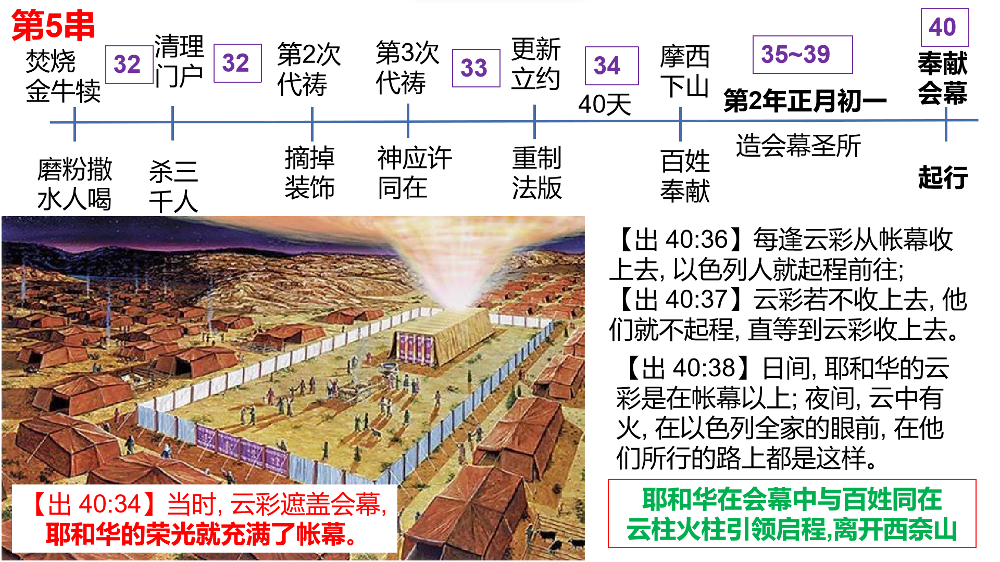 第5串
焚烧
金牛犊
32
清理
门户
32
第2次
代祷
第3次
代祷
33
更新
立约
34
40天
摩西
下山
35~39
第2年正月初一
40
奉献
会幕
磨粉撒
水人喝
杀三
千人
摘掉
装饰
神应许
同在
重制
法版
百姓
奉献
造会幕圣所
起行
【出 40:36】每逢云彩从帐幕收
上去, 以色列人就起程前往;
【出 40:37】云彩若不收上去, 他
们就不起程, 直等到云彩收上去。
【出 40:38】日间, 耶和华的云
彩是在帐幕以上; 夜间, 云中有
火, 在以色列全家的眼前, 在他
们所行的路上都是这样。
【出 40:34】当时, 云彩遮盖会幕,
耶和华的荣光就充满了帐幕。
耶和华在会幕中与百姓同在
云柱火柱引领启程,离开西奈山